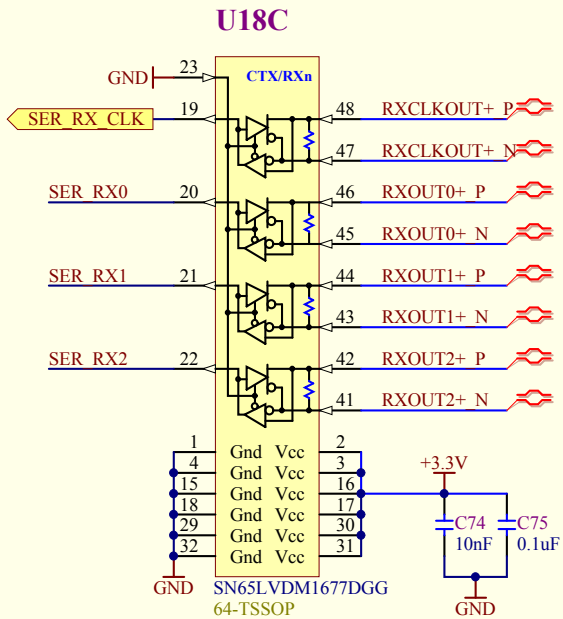 U18C
23
CTX/RXn
GND
SER_RX_CLK
19
48
RXCLKOUT+_P
47
RXCLKOUT+_N
SER_RX0
20
46
RXOUT0+_P
45
RXOUT0+_N
SER_RX1
21
44
RXOUT1+_P
43
RXOUT1+_N
SER_RX2
22
42
RXOUT2+_P
41
RXOUT2+_N
1 Gnd Vcc 2
4 Gnd Vcc 3
15 Gnd Vcc 16
18 Gnd Vcc 17
29 Gnd Vcc 30
32 Gnd Vcc 31
+3.3V
C74
10nF
C75
0.1uF
GND
SN65LVDM1677DGG
64-TSSOP
GND